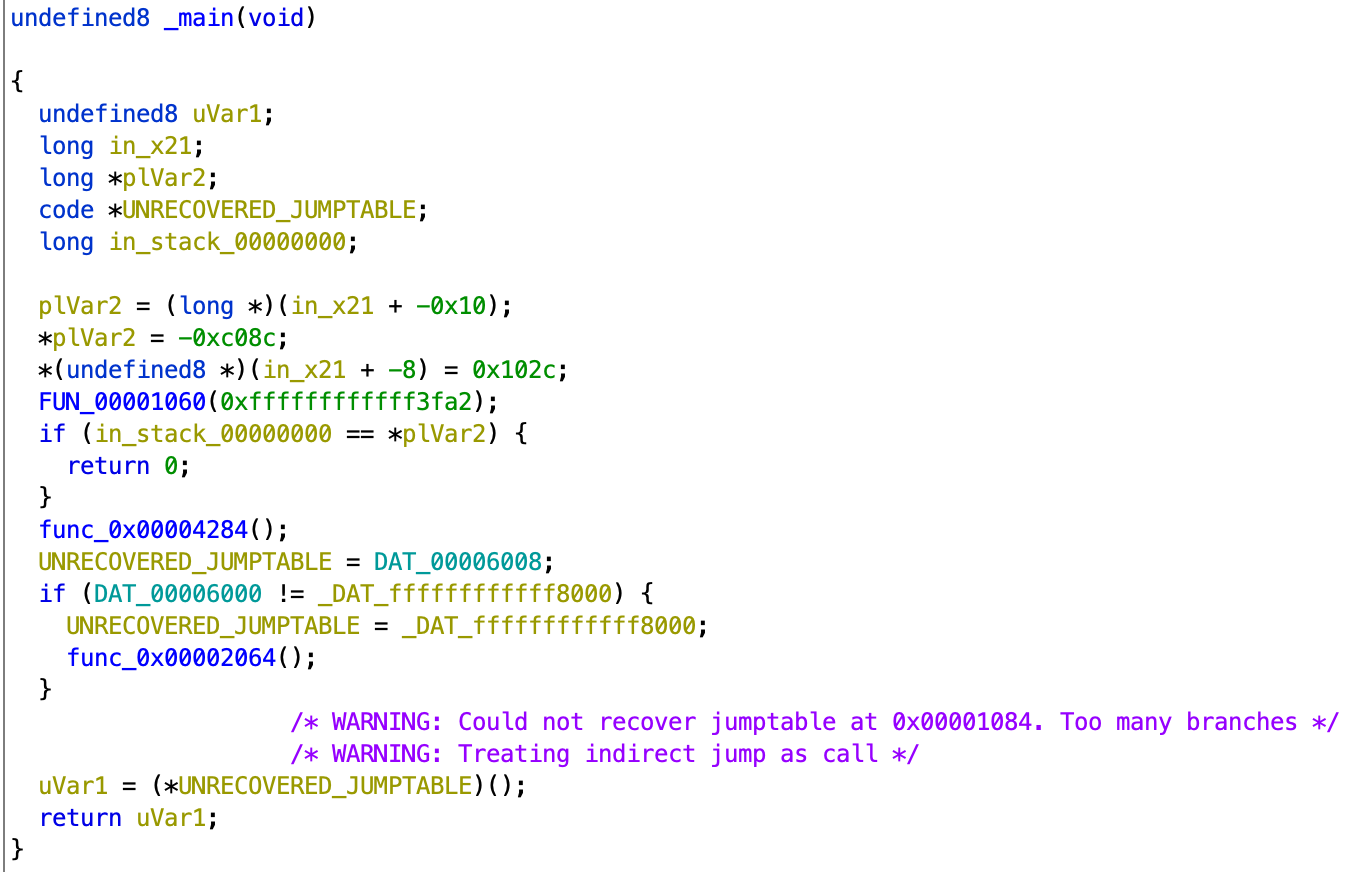 undefined8 _main(void)
{
undefined8 uVar1;
long in_x21;
long *plVar2;
code *UNRECOVERED_JUMPTABLE;
long in_stack_00000000;
plVar2 = (long *)(in_x21 + -0x10);
*plVar2 = -0xc08c;
*(undefined8 *)(in_x21 + -8) = 0x102c;
FUN_00001060(0xffffffffffff3fa2);
if (in_stack_00000000 == *plVar2) {
return 0;
}
func_0x00004284();
UNRECOVERED_JUMPTABLE = DAT_00006008;
if (DAT_00006000 != _DAT_ffffffffffff8000) {
UNRECOVERED_JUMPTABLE = _DAT_ffffffffffff8000;
func_0x00002064();
}
/* WARNING: Could not recover jumptable at 0x00001084. Too many branches */
/* WARNING: Treating indirect jump as call */
uVar1 = (*UNRECOVERED_JUMPTABLE)();
return uVar1;
}